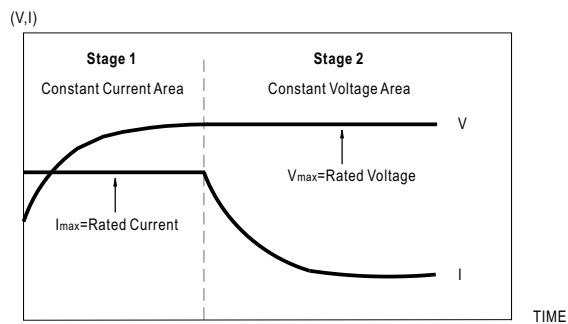 (V,I)
Stage 1
Stage 2
Constant Current Area
Constant Voltage Area
V
Vmax=Rated Voltage
Imax=Rated Current
I
TIME